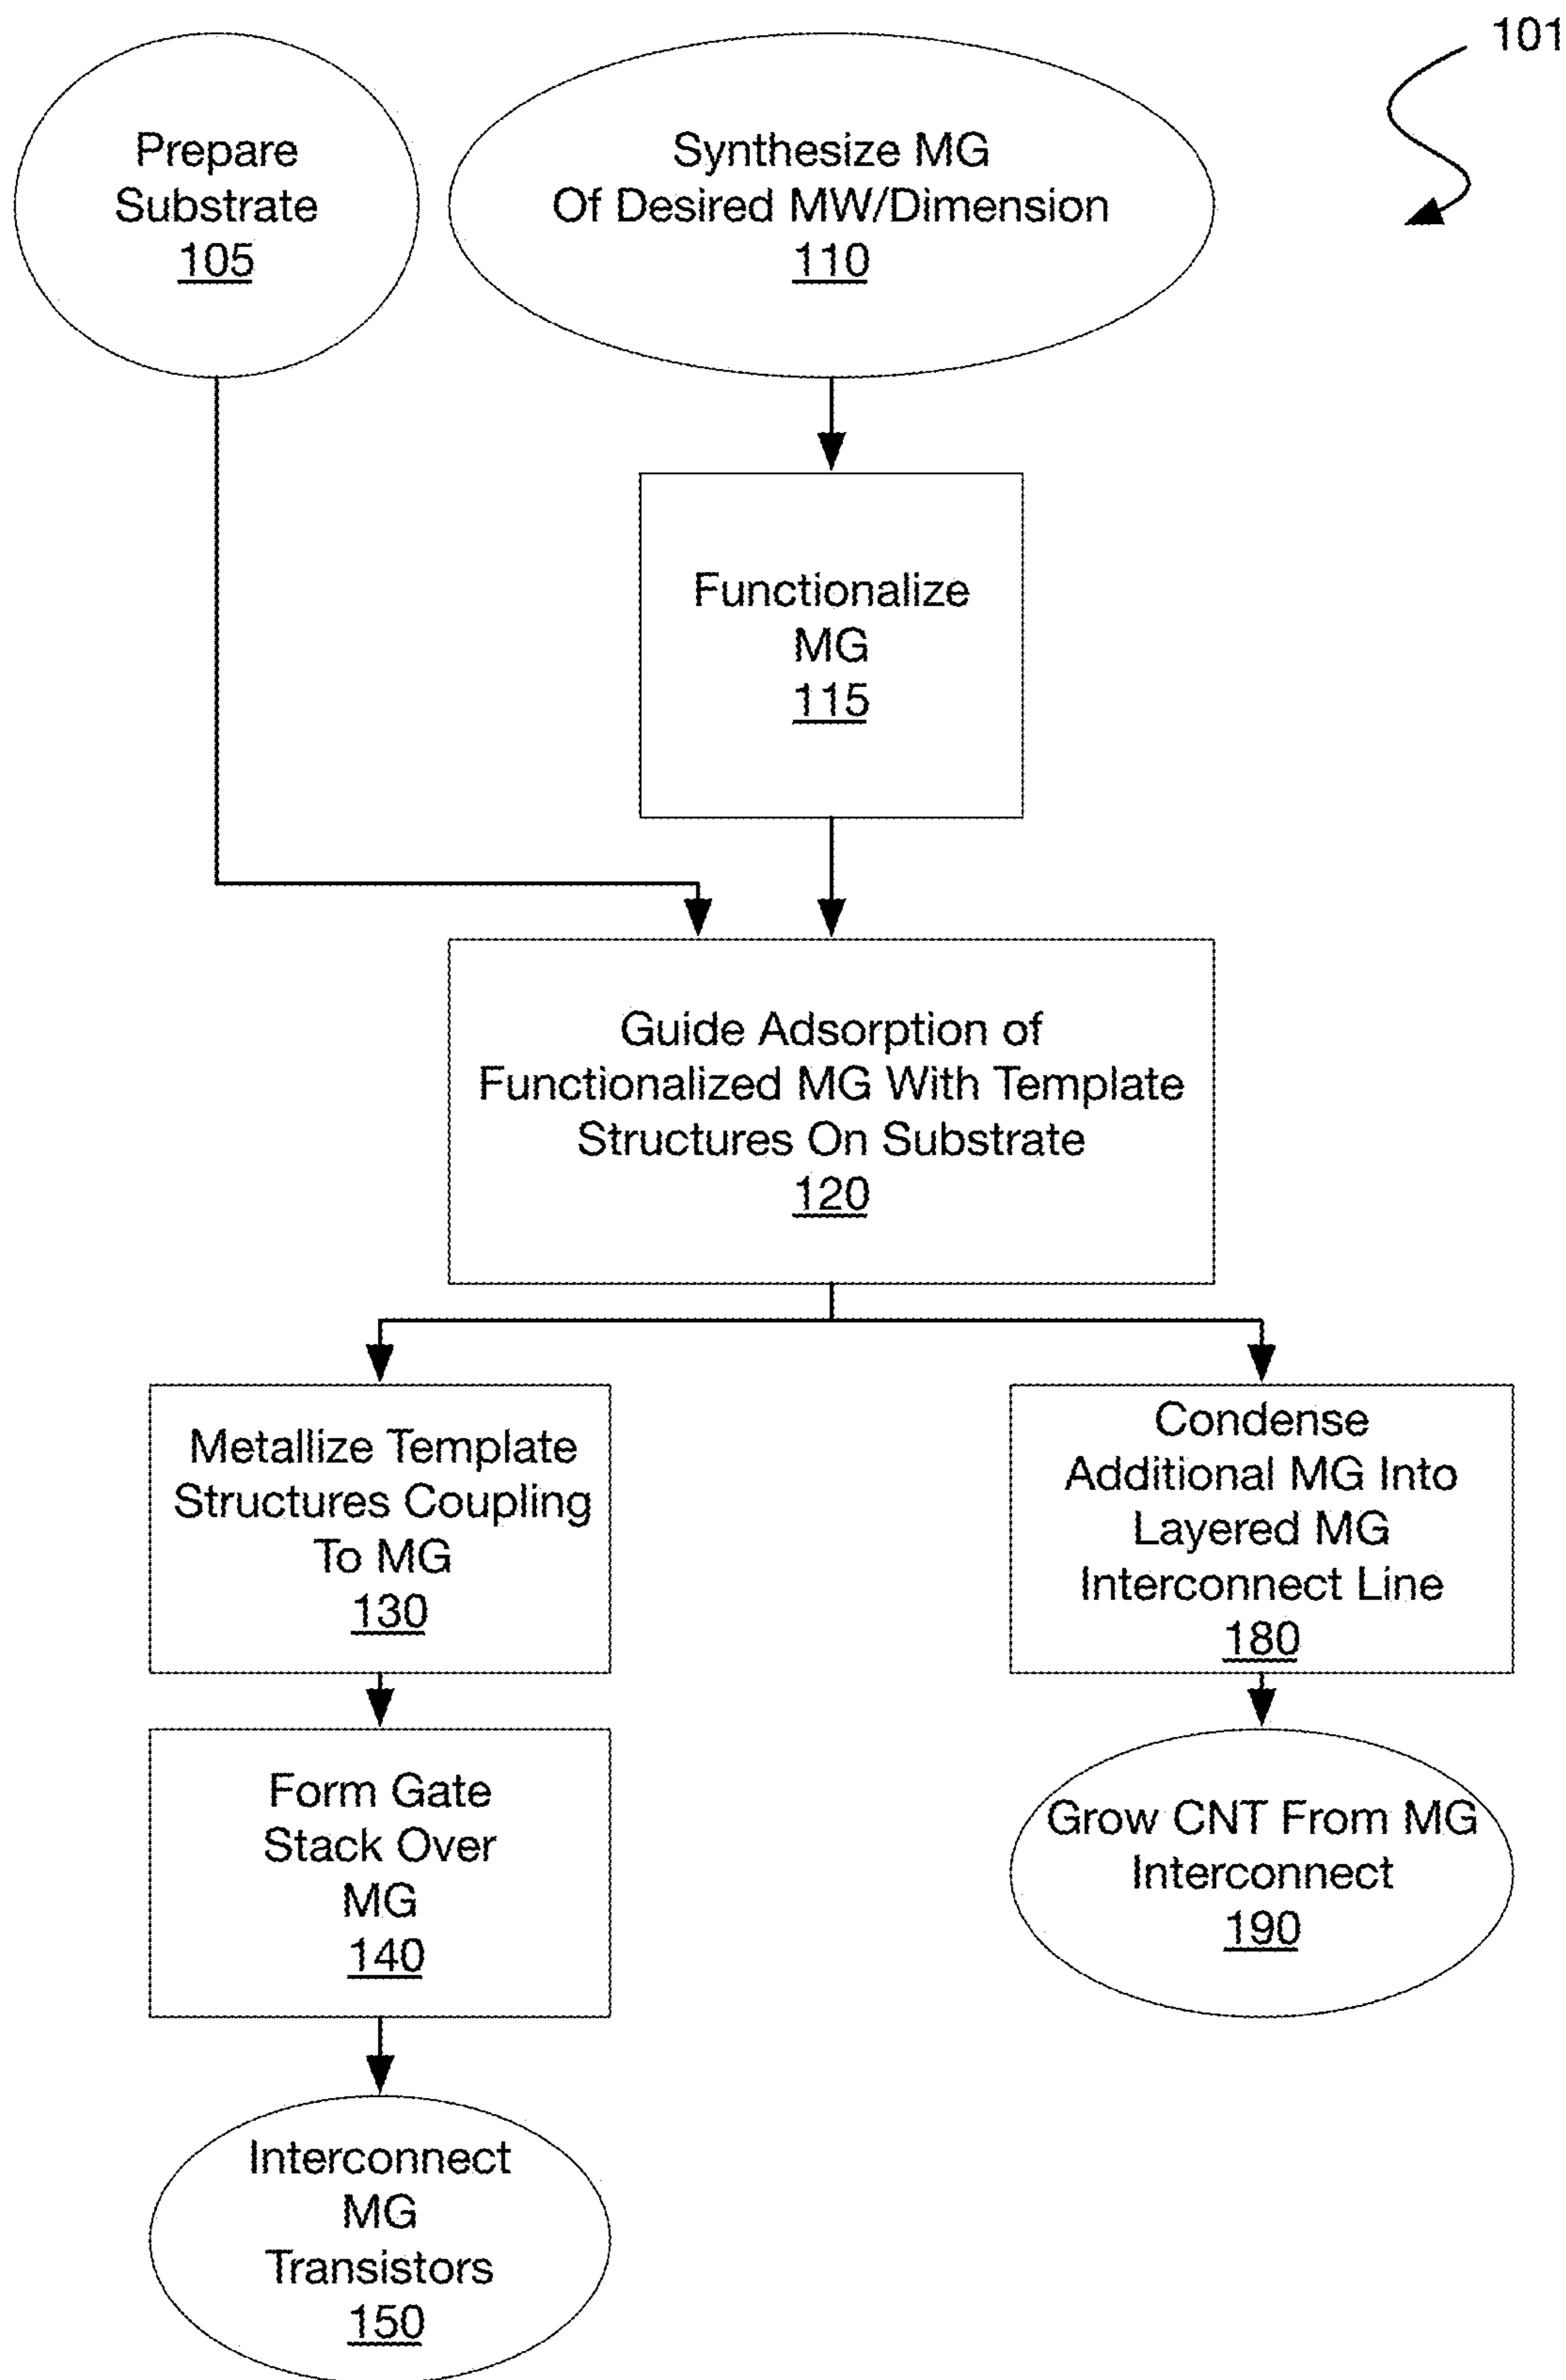 101
Prepare
Substrate
105
Synthesize MG
Of Desired MW/Dimension
110
Functionalize
MG
115
Guide Adsorption of
Functionalized MG With Template
Structures On Substrate
120
Metallize Template
Structures Coupling
To MG
130
Condense
Additional MG Into
Layered MG
Interconnect Line
180
Form Gate
Stack Over
MG
140
Grow CNT From MG
Interconnect
190
Interconnect
MG
Transistors
150